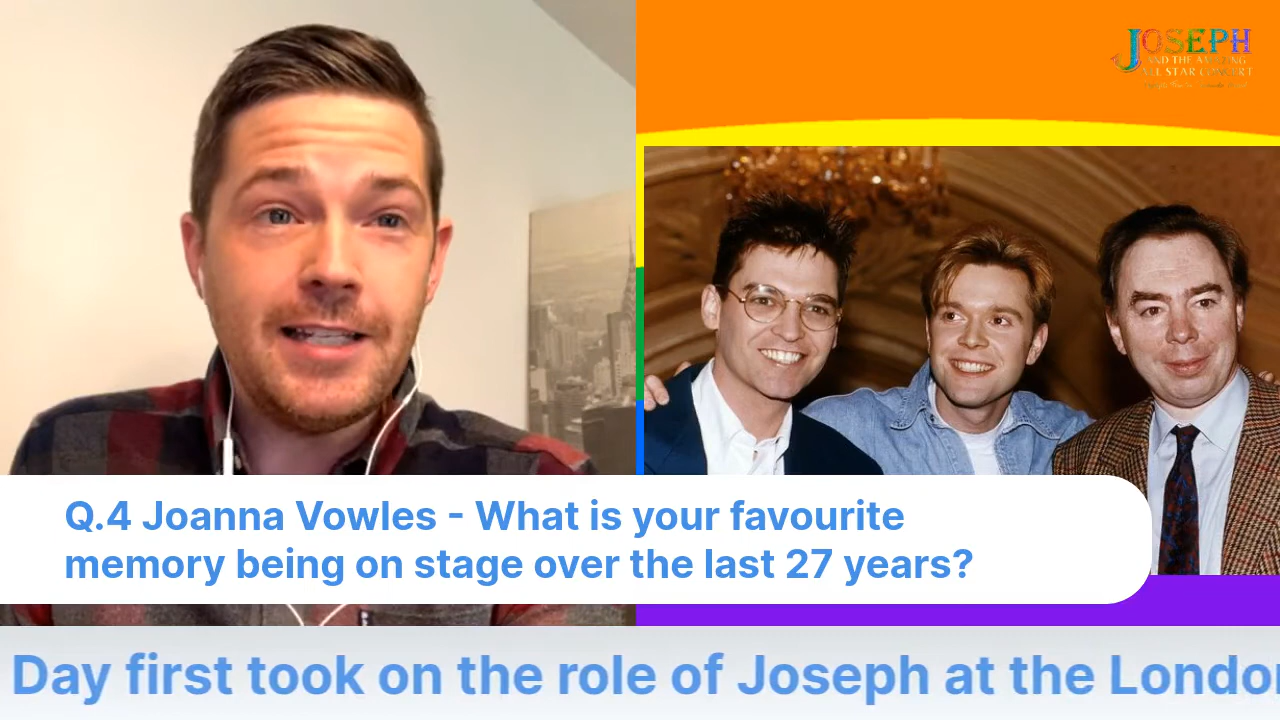 JOSEPH
AND THE AMAZING
ALL STAR CONCERT
Q.4 Joanna Vowles - What is your favourite
memory being on stage over the last 27 years?
Day first took on the role of Joseph at the